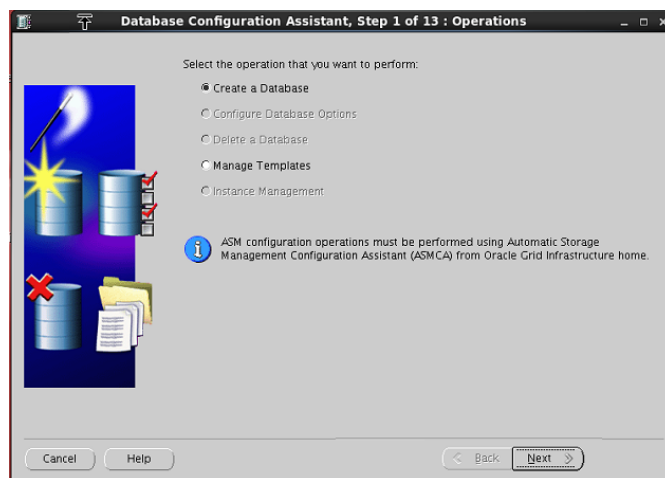 Database Configuration Assistant, Step 1 of 13 : Operations
Select the operation that you want to perform:
Create a Database
Configure Database Options
Delete a Database
Manage Templates
Instance Management
ASM configuration operations must be performed using Automatic Storage
Management Configuration Assistant (ASMCA) from Oracle Grid Infrastructure home.
Cancel
Help
Back
Next